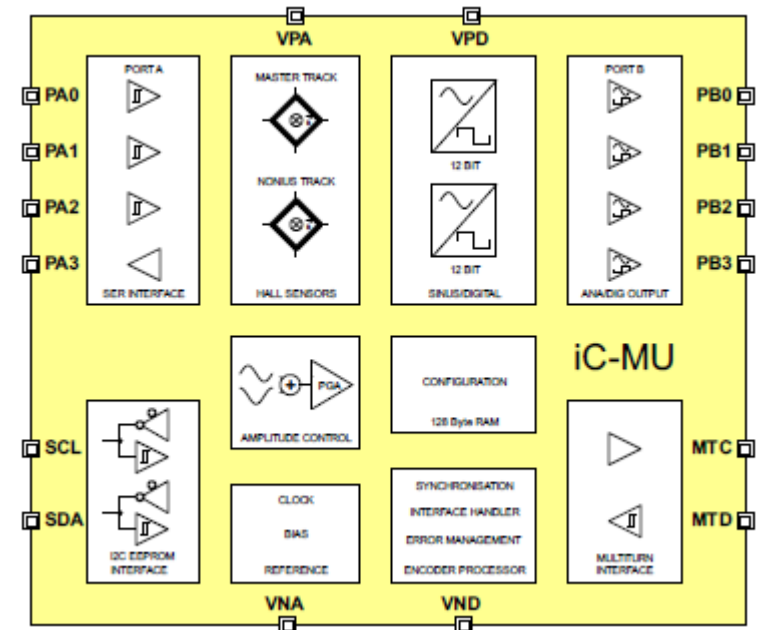 VPA
VPD
PORT A
PORT B
PA0
PA1
PA2
PA3
SER INTERFACE
MASTER TRACK
NONIUS TRACK
HALL SENSORS
12 BIT
12 BIT
SINUS/DIGITAL
ANA/DIG OUTPUT
PB0
PB1
PB2
PB3
iC-MU
PGA
AMPLITUDE CONTROL
CONFIGURATION
128 Byte RAM
SCL
SDA
I2C EEPROM
INTERFACE
CLOCK
BIAS
REFERENCE
SYNCHRONISATION
INTERFACE HANDLER
ERROR MANAGEMENT
ENCODER PROCESSOR
MULTITURN
INTERFACE
MTC
MTD
VNA
VND